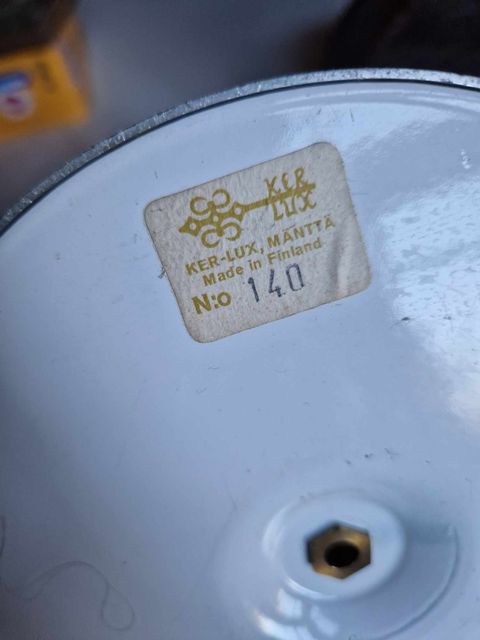 KER
LUX
KER-LUX, MÄNTTÄ
Made in Finland
N:o 140